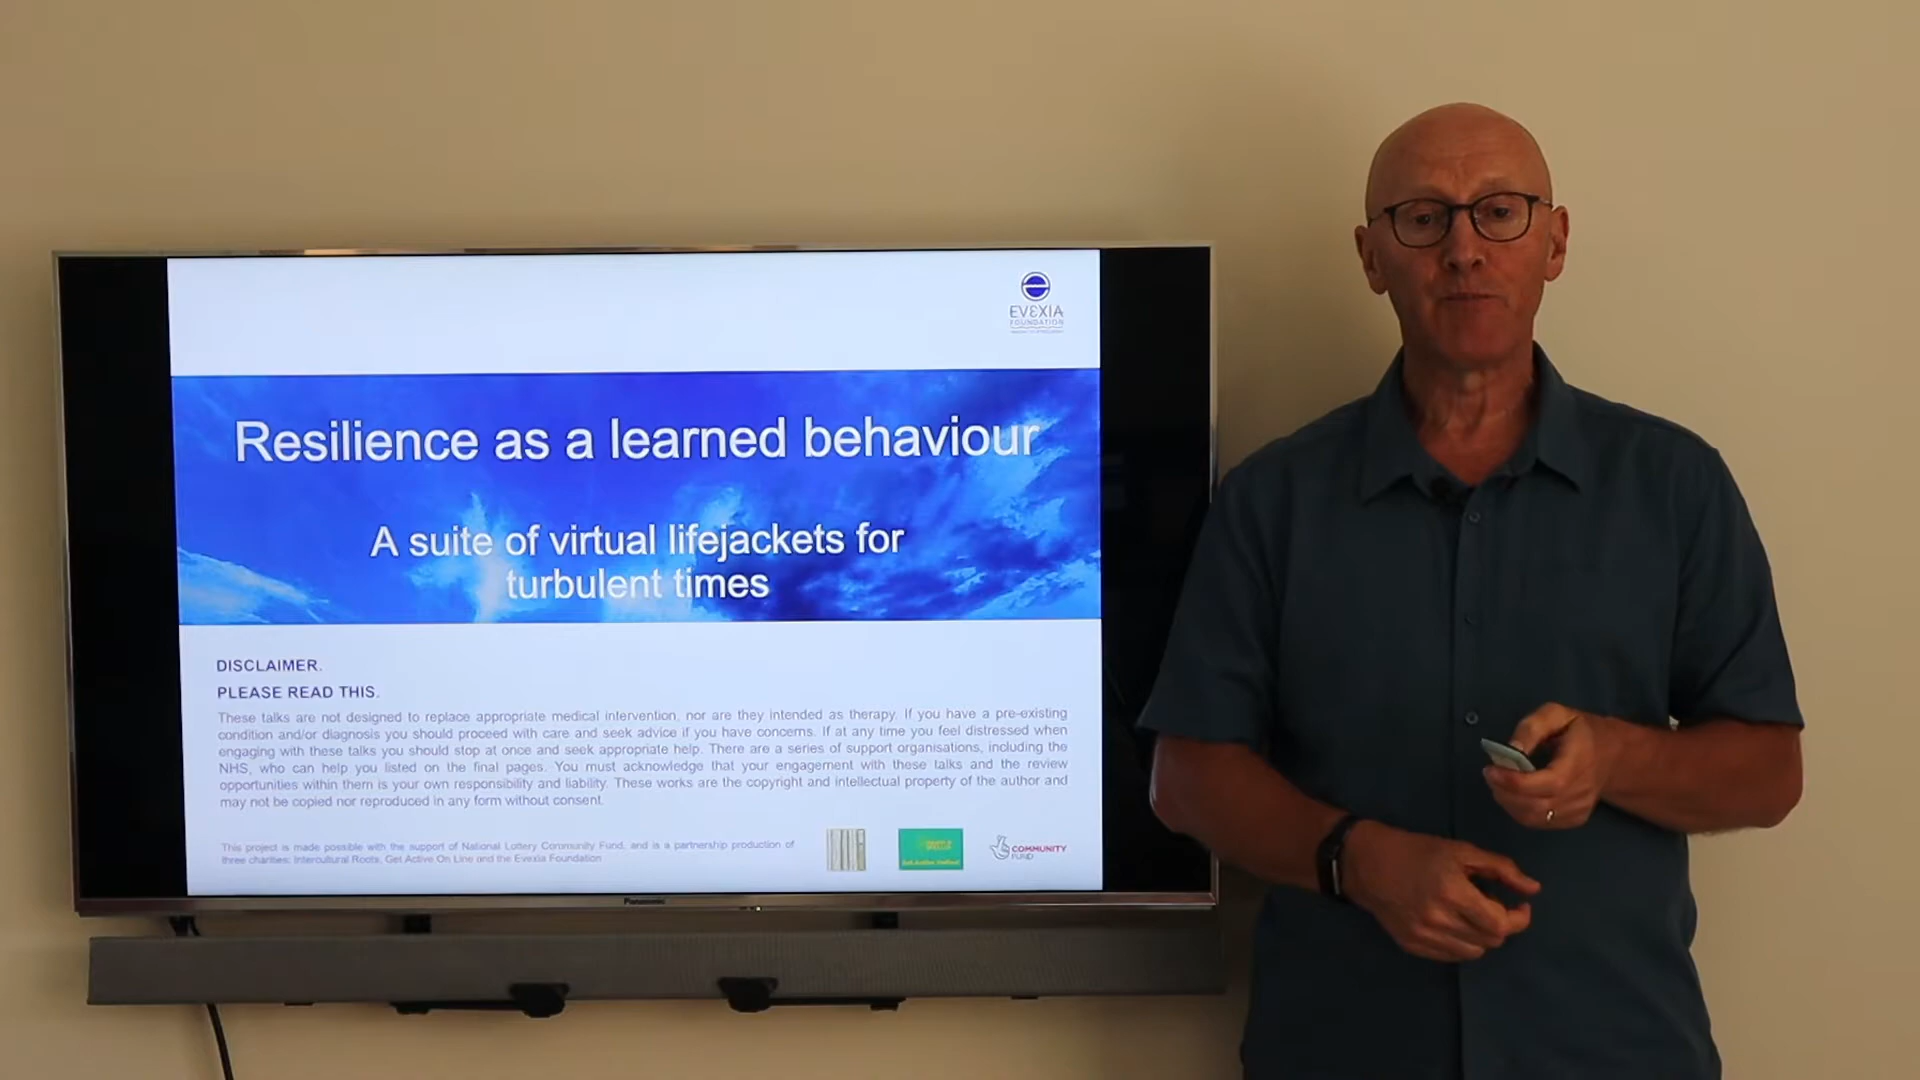 EVEXIA
FOUNDATION
Resilience as a learned behaviour
A suite of virtual lifejackets for
turbulent times
DISCLAIMER.
PLEASE READ THIS.
These talks are not designed to replace appropriate medical intervention, nor are they intended as therapy. If you have a pre-existing
condition and/or diagnosis you should proceed with care and seek advice if you have concerns. If at any time you feel distressed when
engaging with these talks you should stop at once and seek appropriate help. There are a series of support organisations, including the
NHS, who can help you listed on the final pages. You must acknowledge that your engagement with these talks and the review
opportunities within them is your own responsibility and liability. These works are the copyright and intellectual property of the author and
may not be copied nor reproduced in any form without consent.
This project is made possible with the support of National Lottery Community Fund, and is a partnership production of
three charities: Intercultural Roots, Get Active On Line and the Evexia Foundation
COMMUNITY
FUND
Panasonic